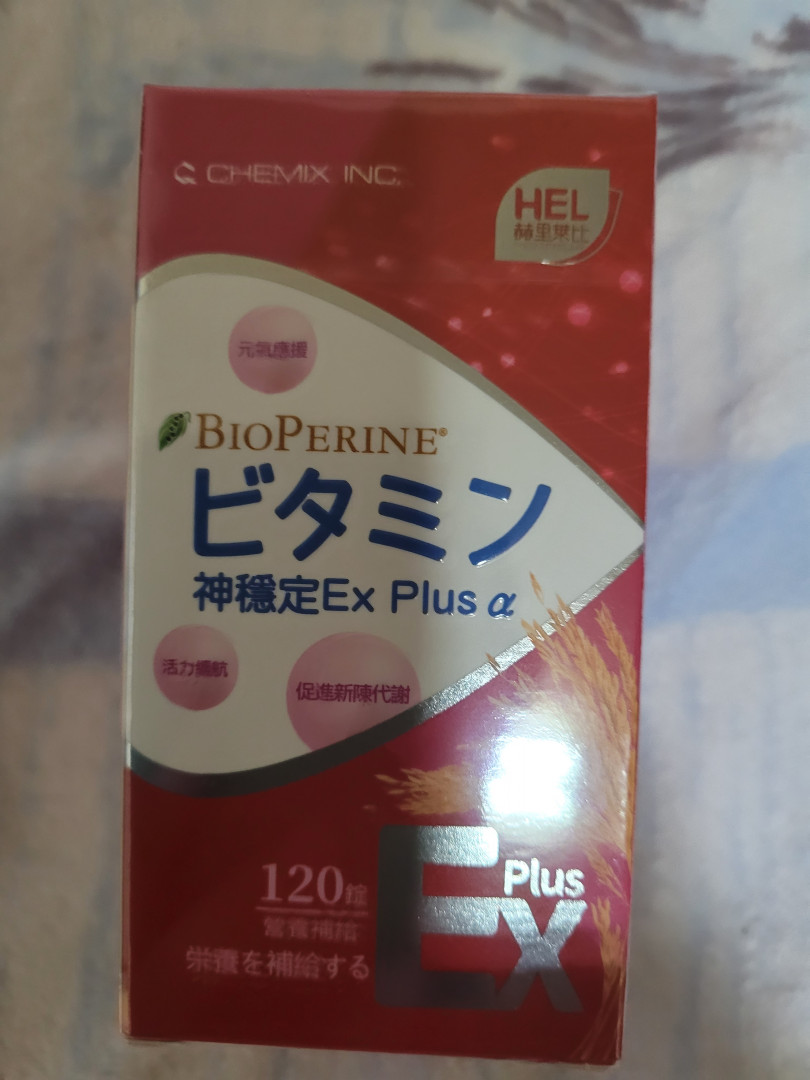 CHEMIX INC.
HEL
赫里萊比
元氣應援
BIOPERINE®
ビタミン
神穩定Ex Plus α
活力續航
促進新陳代謝
120錠
營養補給
栄養を補給する
Ex Plus